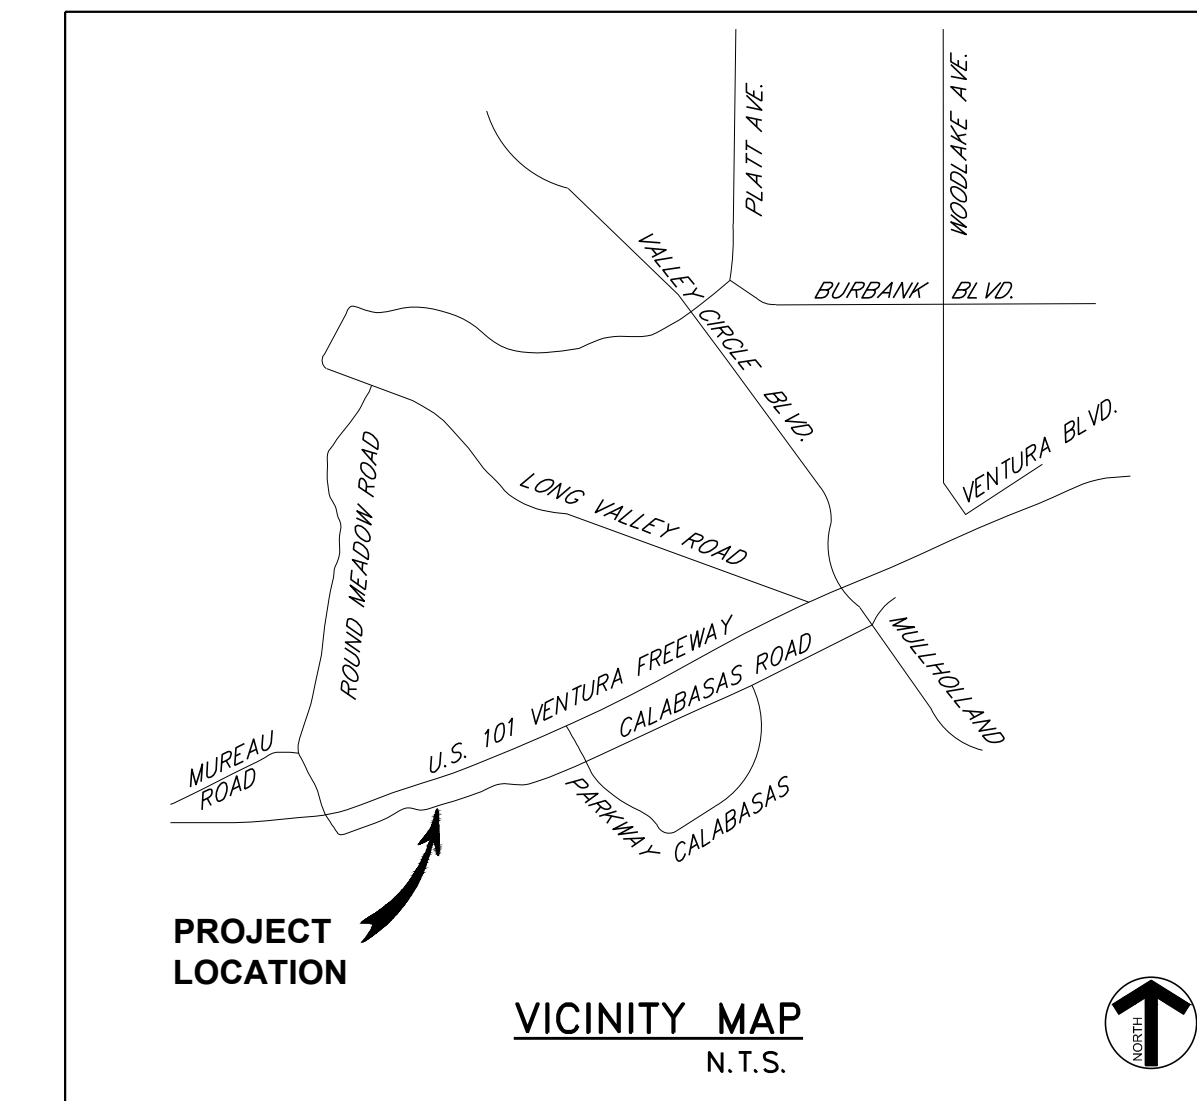 PLATT AVE.
WOODLAKE AVE.
VALLEY CIRCLE BLVD.
BURBANK BLVD.
VENTURA BLVD.
ROUND MEADOW ROAD
LONG VALLEY ROAD
U.S. 101 VENTURA FREEWAY
CALABASAS ROAD
MULLHOLLAND
MUREAU
ROAD
PARKWAY
CALABASAS
PROJECT
LOCATION
VICINITY MAP
N.T.S.
NORTH